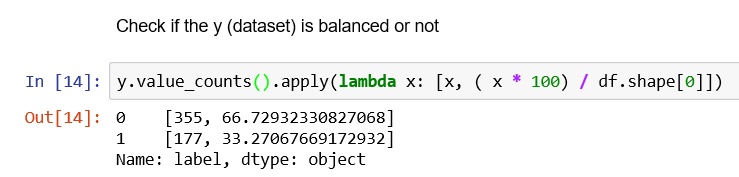 Check if the y (dataset) is balanced or not
In [14]: y.value_counts().apply(lambda x: [x, ( x * 100) / df.shape[0]])
Out[14]: 0    [355, 66.72932330827068]
1    [177, 33.27067669172932]
Name: label, dtype: object